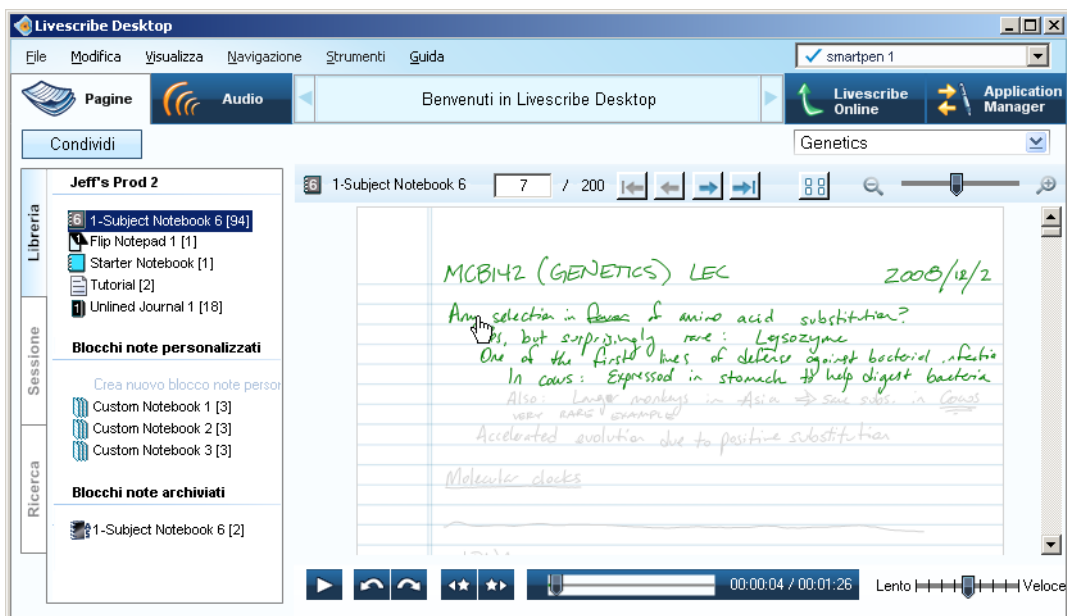 Livescribe Desktop
File Modifica Visualizza Navigazione Strumenti Guida
smartpen 1
Pagine
Audio
Benvenuti in Livescribe Desktop
Livescribe Online
Application Manager
Condividi
Genetics
Libreria
Sessione
Ricerca
Jeff's Prod 2
1-Subject Notebook 6 [94]
Flip Notepad 1 [1]
Starter Notebook [1]
Tutorial [2]
Unlined Journal 1 [18]
Blocchi note personalizzati
Crea nuovo blocco note person
Custom Notebook 1 [3]
Custom Notebook 2 [3]
Custom Notebook 3 [3]
Blocchi note archiviati
1-Subject Notebook 6 [2]
1-Subject Notebook 6 7 / 200
MCB142 (GENETICS) LEC 2008/12/2
Any selection in favor of amino acid substitution?
but surprisingly rare: Lysozyme
One of the first lines of defense against bacterial infectio
In cows: Expressed in stomach to help digest bacteria
Also: Langer monkeys in Asia → same subs. in Cows
VERY RARE EXAMPLE
Accelerated evolution due to positive substitution
Molecular clocks
00:00:04 / 00:01:26
Lento
Veloce